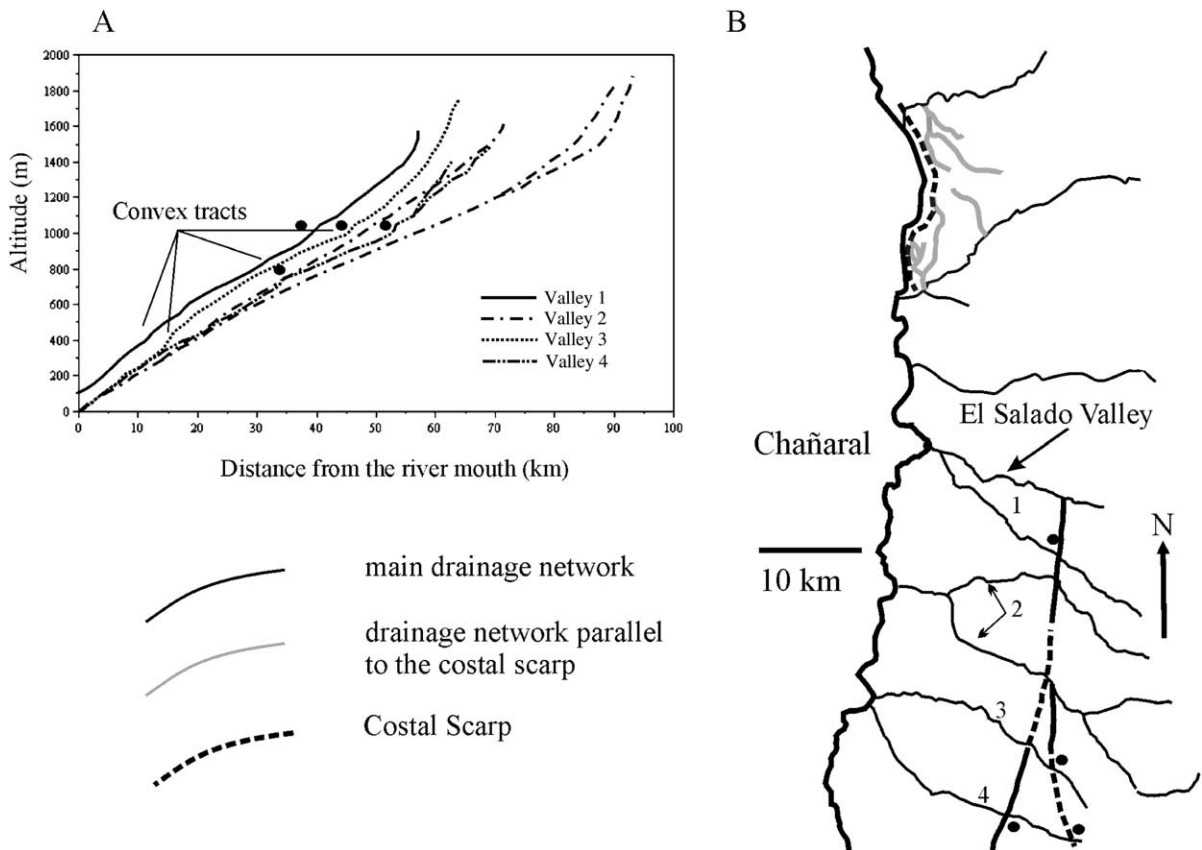 A
2000
1800
1600
1400
1200
1000
800
600
400
200
0
Altitude (m)
Convex tracts
Valley 1
Valley 2
Valley 3
Valley 4
0 10 20 30 40 50 60 70 80 90 100
Distance from the river mouth (km)
main drainage network
drainage network parallel
to the costal scarp
Costal Scarp
B
El Salado Valley
Chañaral
1
10 km
N
2
3
4